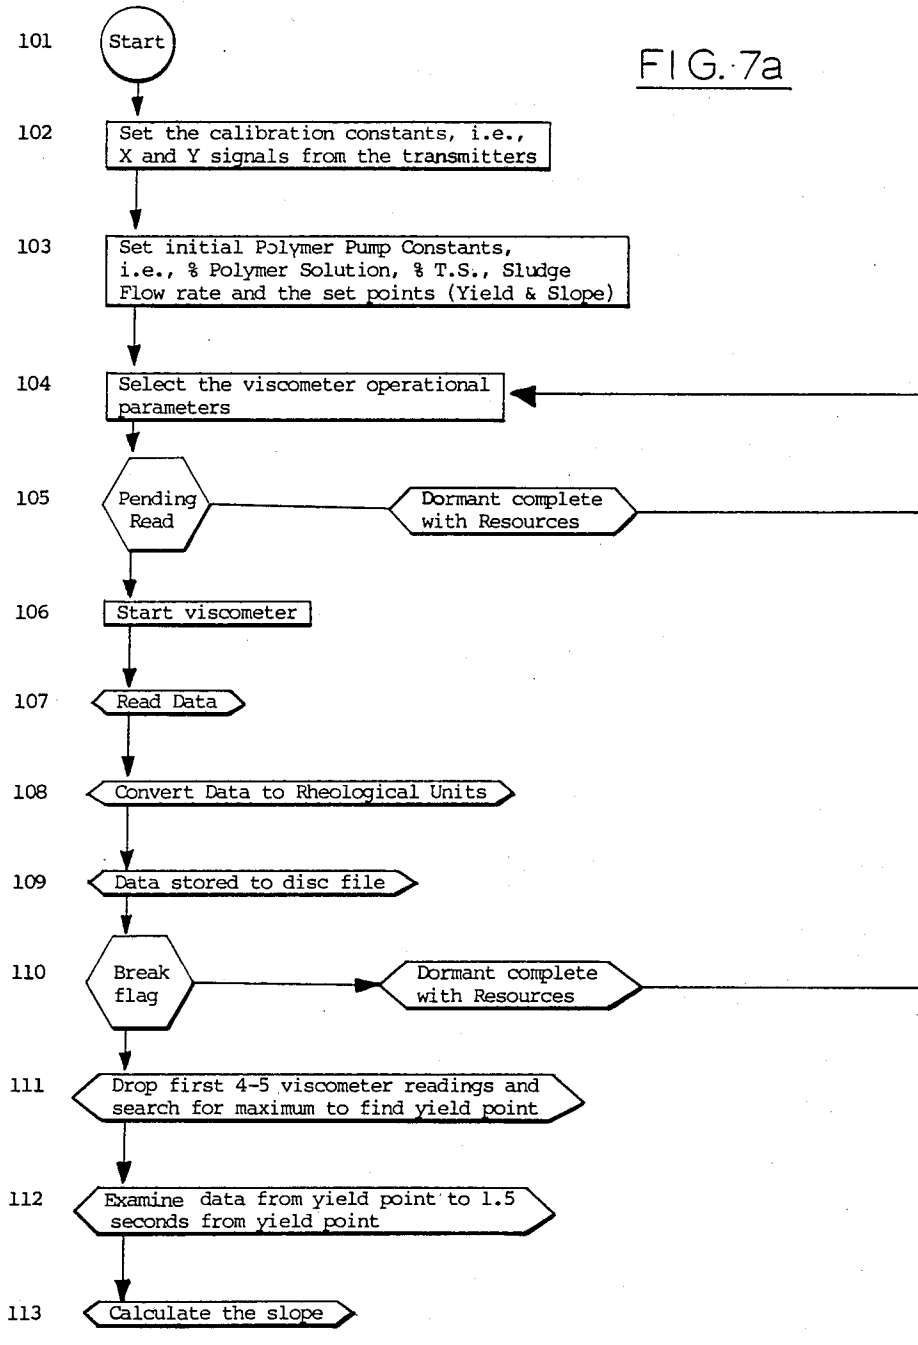 FIG. 7a
101 Start
102 Set the calibration constants, i.e.,
X and Y signals from the transmitters
103 Set initial Polymer Pump Constants,
i.e., % Polymer Solution, % T.S., Sludge
Flow rate and the set points (Yield & Slope)
104 Select the viscometer operational
parameters
105 Pending
Read
Dormant complete
with Resources
106 Start viscometer
107 Read Data
108 Convert Data to Rheological Units
109 Data stored to disc file
110 Break
flag
Dormant complete
with Resources
111 Drop first 4-5 viscometer readings and
search for maximum to find yield point
112 Examine data from yield point to 1.5
seconds from yield point
113 Calculate the slope